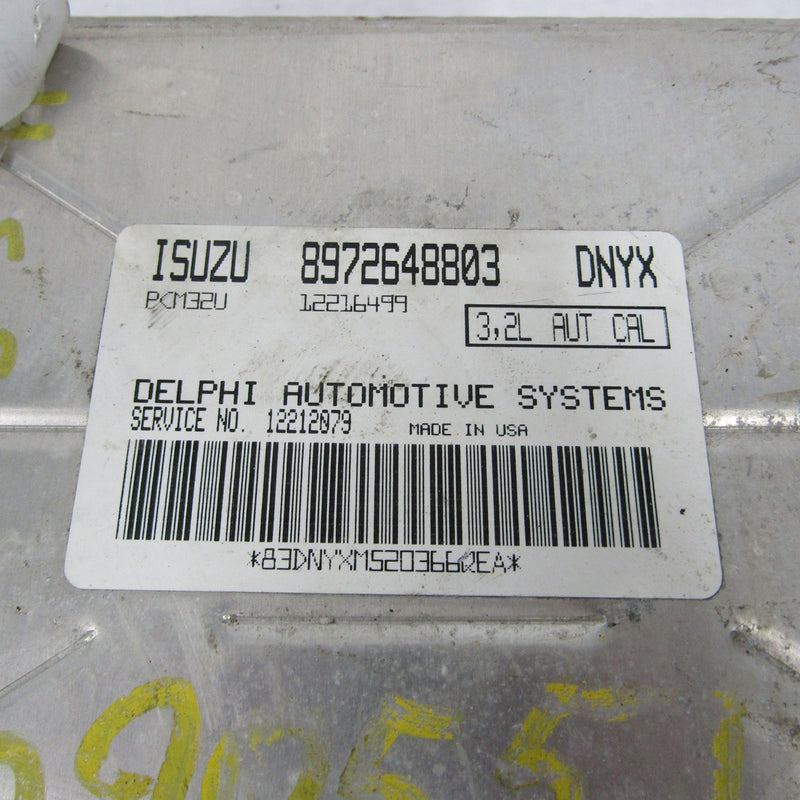 ISUZU 8972648803 DNYX
PCM32U 12216499
3,2L AUT CAL
DELPHI AUTOMOTIVE SYSTEMS
SERVICE NO. 12212079 MADE IN USA
*83DNYXM520366QEA*